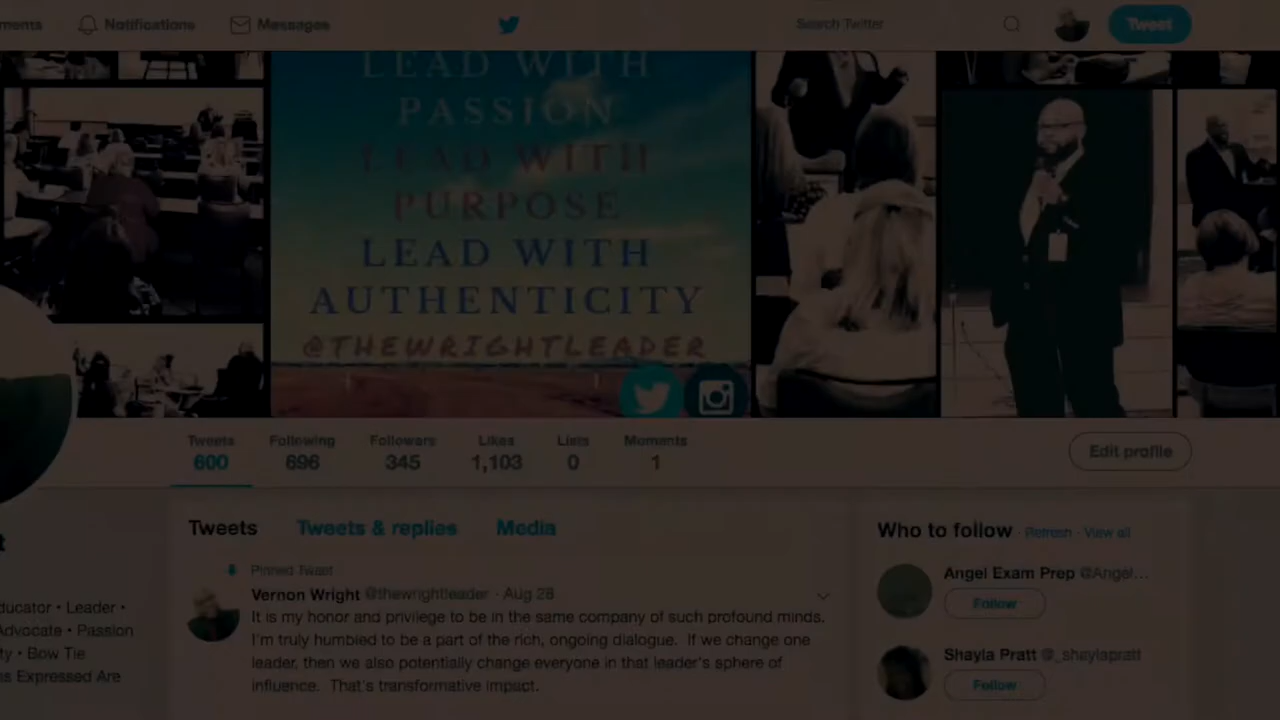 ments Notifications Messages Search Twitter Tweet
LEAD WITH
PASSION
LEAD WITH
PURPOSE
LEAD WITH
AUTHENTICITY
@THEWRIGHTLEADER
Tweets Following Followers Likes Lists Moments
600 696 345 1,103 0 1 Edit profile
Tweets Tweets & replies Media
Pinned Tweet
Vernon Wright @thewrightleader · Aug 28
It is my honor and privilege to be in the same company of such profound minds.
I'm truly humbled to be a part of the rich, ongoing dialogue. If we change one
leader, then we also potentially change everyone in that leader's sphere of
influence. That's transformative impact.
Who to follow · Refresh · View all
Angel Exam Prep @Angel...
Follow
Shayla Pratt @_shaylapratt
Follow
t
ducator • Leader •
Advocate • Passion
ty • Bow Tie
s Expressed Are